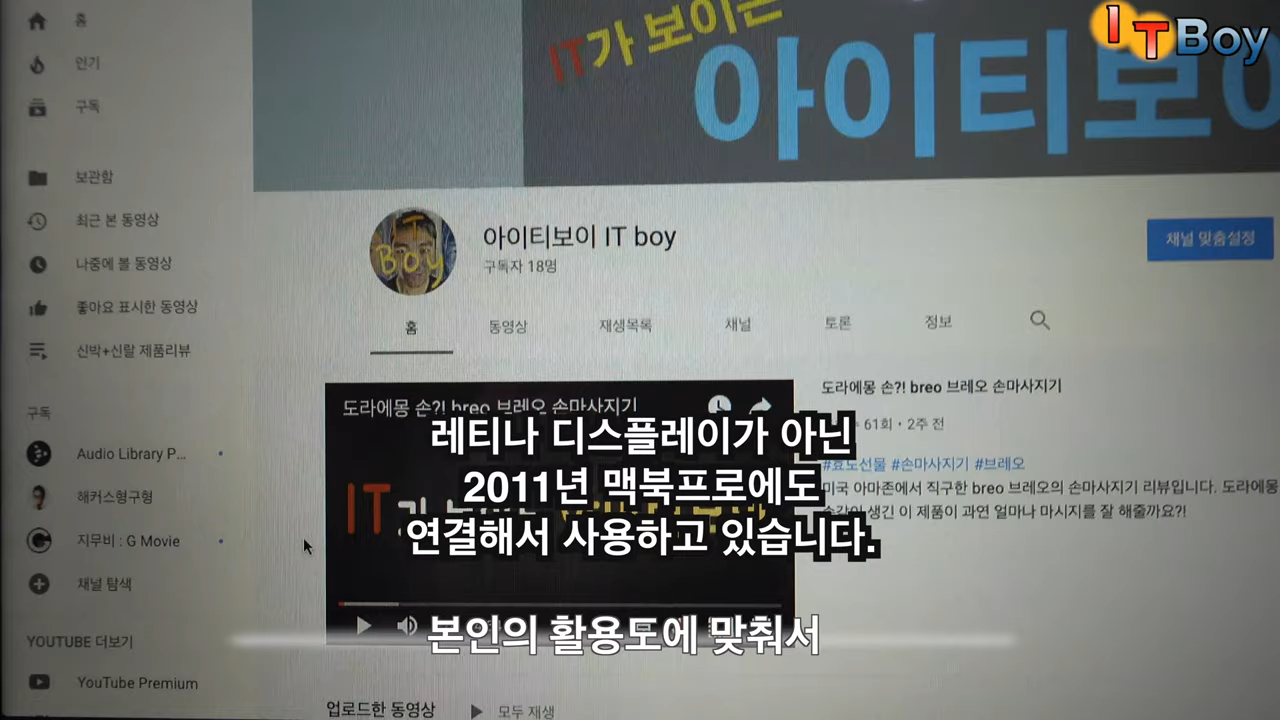 홈
인기
구독
보관함
최근 본 동영상
나중에 볼 동영상
좋아요 표시한 동영상
신박+신랄 제품리뷰
구독
Audio Library P...
해커스형구형
지무비 : G Movie
채널 탐색
YOUTUBE 더보기
YouTube Premium
IT가 보이는
아이티보이
IT Boy
IT Boy
아이티보이 IT boy
구독자 18명
채널 맞춤설정
홈 동영상 재생목록 채널 토론 정보
도라에몽 손?! breo 브레오 손마사지기
IT가
도라에몽 손?! breo 브레오 손마사지기
61회 • 2주 전
#효도선물 #손마사지기 #브레오
미국 아마존에서 직구한 breo 브레오의 손마사지기 리뷰입니다. 도라에몽
생긴 이 제품이 과연 얼마나 마시지를 잘 해줄까요?!
레티나 디스플레이가 아닌
2011년 맥북프로에도
연결해서 사용하고 있습니다.
본인의 활용도에 맞춰서
업로드한 동영상 모두 재생